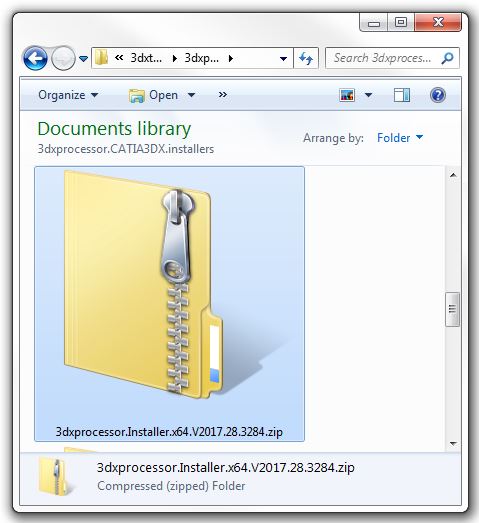 « 3dxt... 3dxp... Search 3dxproces...
Organize Open »
Documents library
3dxprocessor.CATIA3DX.installers
Arrange by: Folder
3dxprocessor.Installer.x64.V2017.28.3284.zip
3dxprocessor.Installer.x64.V2017.28.3284.zip
Compressed (zipped) Folder